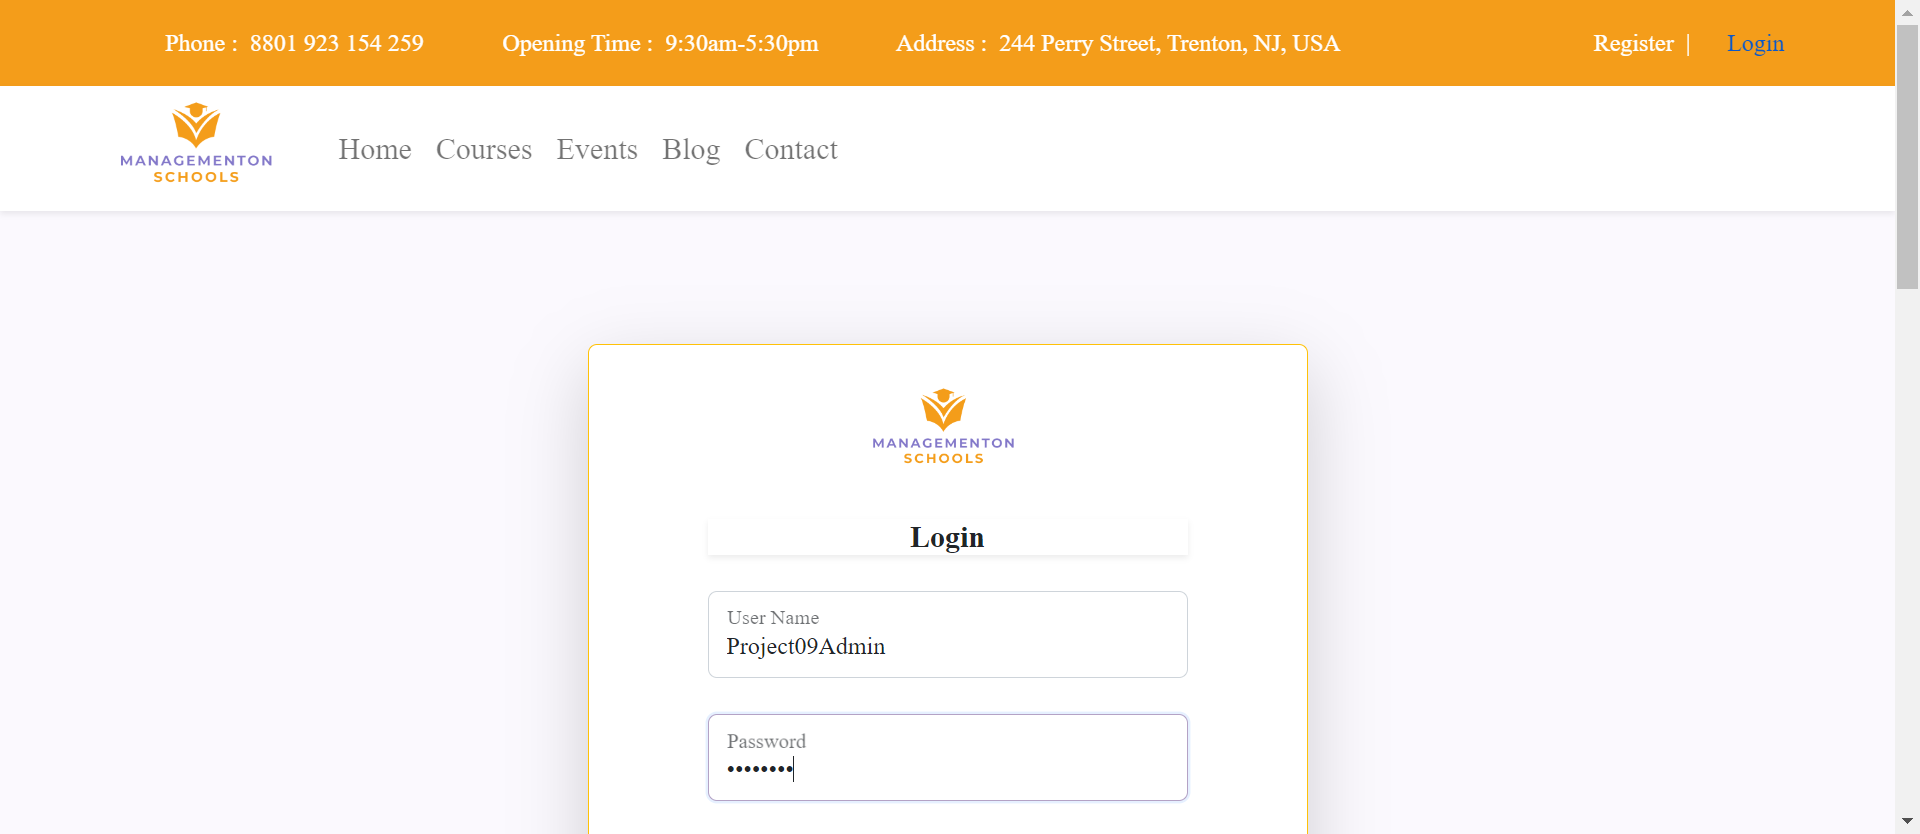 Phone : 8801 923 154 259 Opening Time : 9:30am-5:30pm Address : 244 Perry Street, Trenton, NJ, USA Register | Login
MANAGEMENTON
SCHOOLS
Home Courses Events Blog Contact
MANAGEMENTON
SCHOOLS
Login
User Name
Project09Admin
Password
••••••••